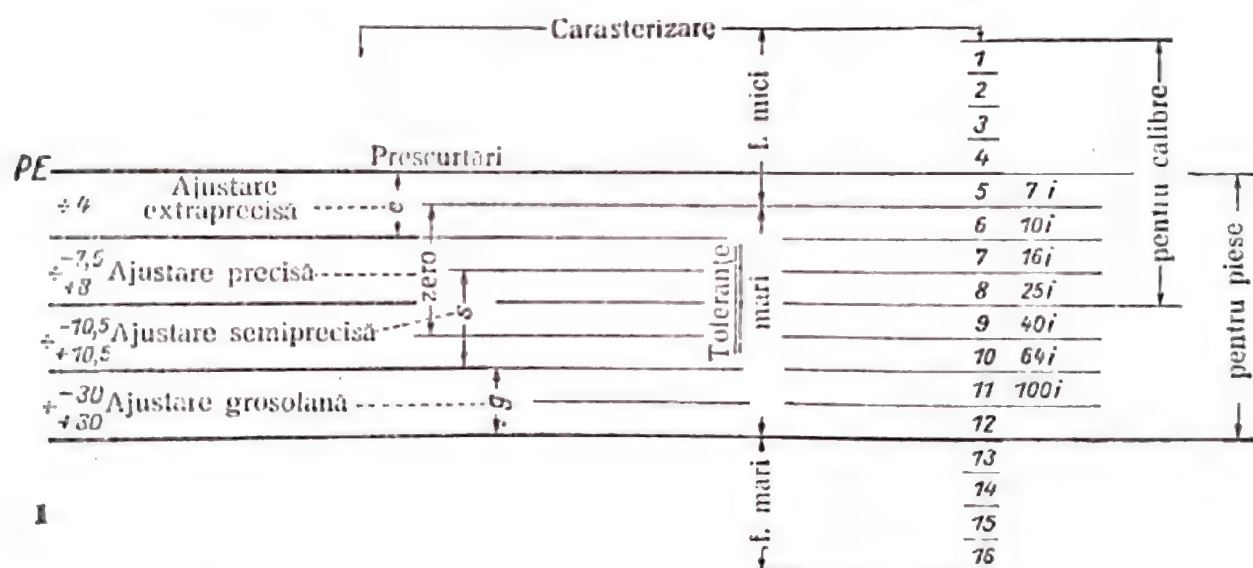 Carasterizare
1
2
f. mici
3
pentru calibre
4
PE
Prescurtări
Ajustare
÷4
extraprecisă
e
5 7i
6 10i
zero
-7,5
÷ Ajustare precisă
+8
7 16i
8 25i
Toleranțe
mari
pentru piese
s
-10,5
÷ Ajustare semiprecisă
+10,5
9 40i
10 64i
-30
÷ Ajustare grosolană
+30
g
11 100i
12
f. mari
13
14
15
16
1